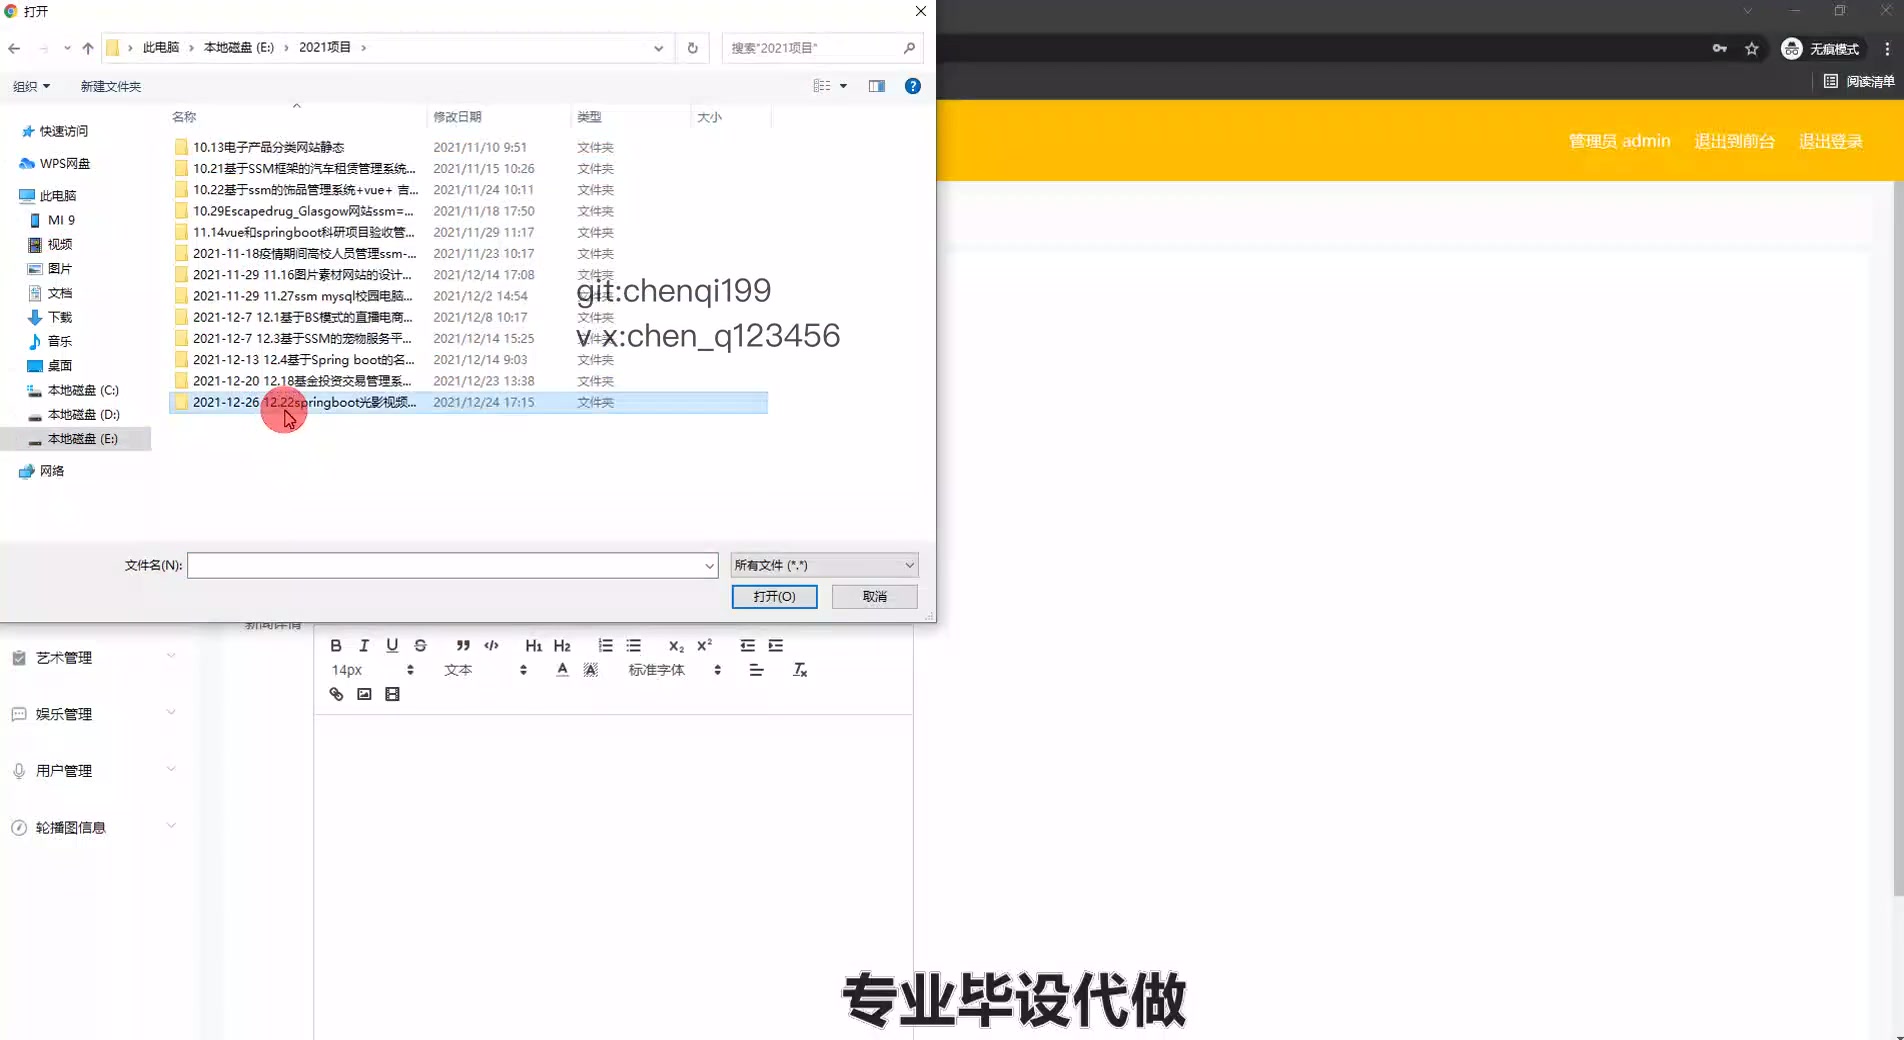 打开
此电脑 本地磁盘 (E:) 2021项目
搜索"2021项目"
无痕模式
组织 新建文件夹
阅读清单
名称 修改日期 类型 大小
快速访问
WPS网盘
此电脑
MI 9
视频
图片
文档
下载
音乐
桌面
本地磁盘 (C:)
本地磁盘 (D:)
本地磁盘 (E:)
网络
10.13电子产品分类网站静态 2021/11/10 9:51 文件夹
10.21基于SSM框架的汽车租赁管理系统... 2021/11/15 10:26 文件夹
10.22基于ssm的饰品管理系统+vue+ 言... 2021/11/24 10:11 文件夹
10.29Escapedrug_Glasgow网站ssm=... 2021/11/18 17:50 文件夹
11.14vue和springboot科研项目验收管... 2021/11/29 11:17 文件夹
2021-11-18疫情期间高校人员管理ssm-... 2021/11/23 10:17 文件夹
2021-11-29 11.16图片素材网站的设计... 2021/12/14 17:08 文件夹
2021-11-29 11.27ssm mysql校园电脑... 2021/12/2 14:54 文件夹
2021-12-7 12.1基于BS模式的直播电商... 2021/12/8 10:17 文件夹
2021-12-7 12.3基于SSM的宠物服务平... 2021/12/14 15:25 文件夹
2021-12-13 12.4基于Spring boot的名... 2021/12/14 9:03 文件夹
2021-12-20 12.18基金投资交易管理系... 2021/12/23 13:38 文件夹
2021-12-26 12.22springboot光影视频... 2021/12/24 17:15 文件夹
git:chenqi199
v x:chen_q123456
管理员 admin 退出到前台 退出登录
文件名(N): 所有文件 (*.*)
打开(O) 取消
新闻详情
B I U S H1 H2 X2 X2
14px 文本 A A 标准字体 Tx
艺术管理
娱乐管理
用户管理
轮播图信息
专业毕设代做